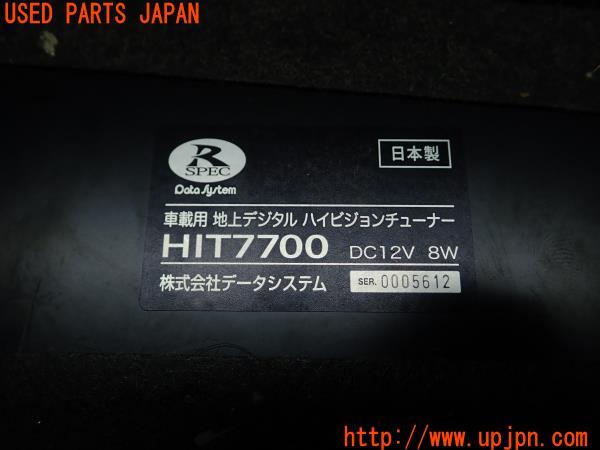 USED PARTS JAPAN
R
SPEC
Data System
日本製
車載用 地上デジタル ハイビジョンチューナー
HIT7700 DC12V 8W
株式会社データシステム SER. 0005612
http://www.upjpn.com/